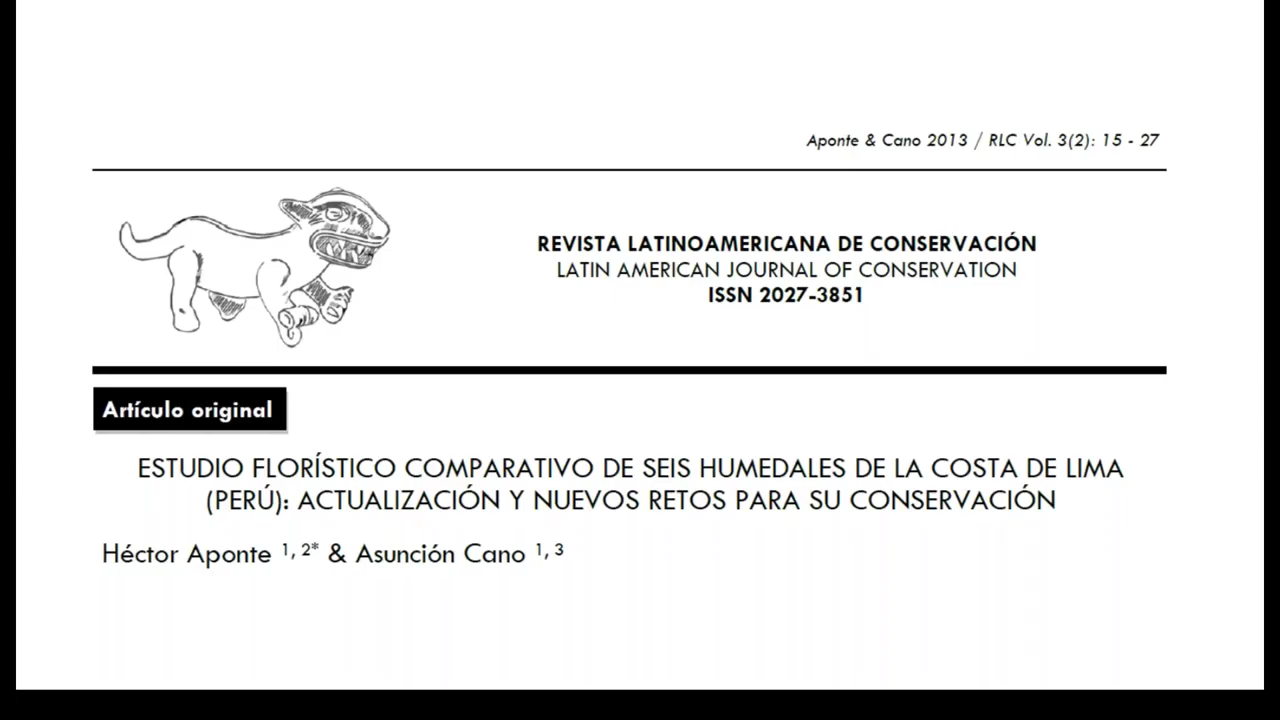 Aponte & Cano 2013 / RLC Vol. 3(2): 15 - 27
REVISTA LATINOAMERICANA DE CONSERVACIÓN
LATIN AMERICAN JOURNAL OF CONSERVATION
ISSN 2027-3851
Artículo original
ESTUDIO FLORÍSTICO COMPARATIVO DE SEIS HUMEDALES DE LA COSTA DE LIMA
(PERÚ): ACTUALIZACIÓN Y NUEVOS RETOS PARA SU CONSERVACIÓN
Héctor Aponte 1, 2* & Asunción Cano 1, 3